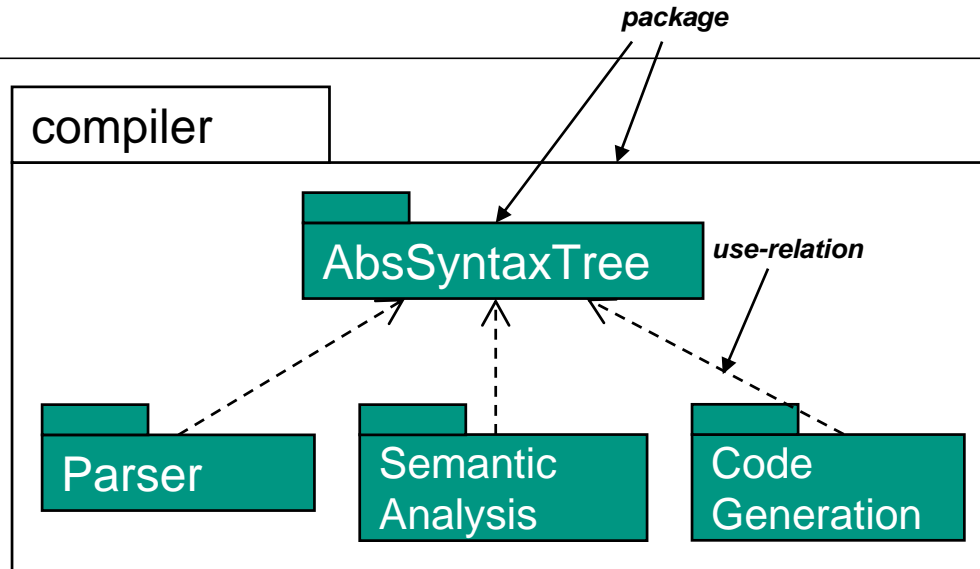 package
compiler
AbsSyntaxTree
use-relation
Parser
Semantic
Analysis
Code
Generation